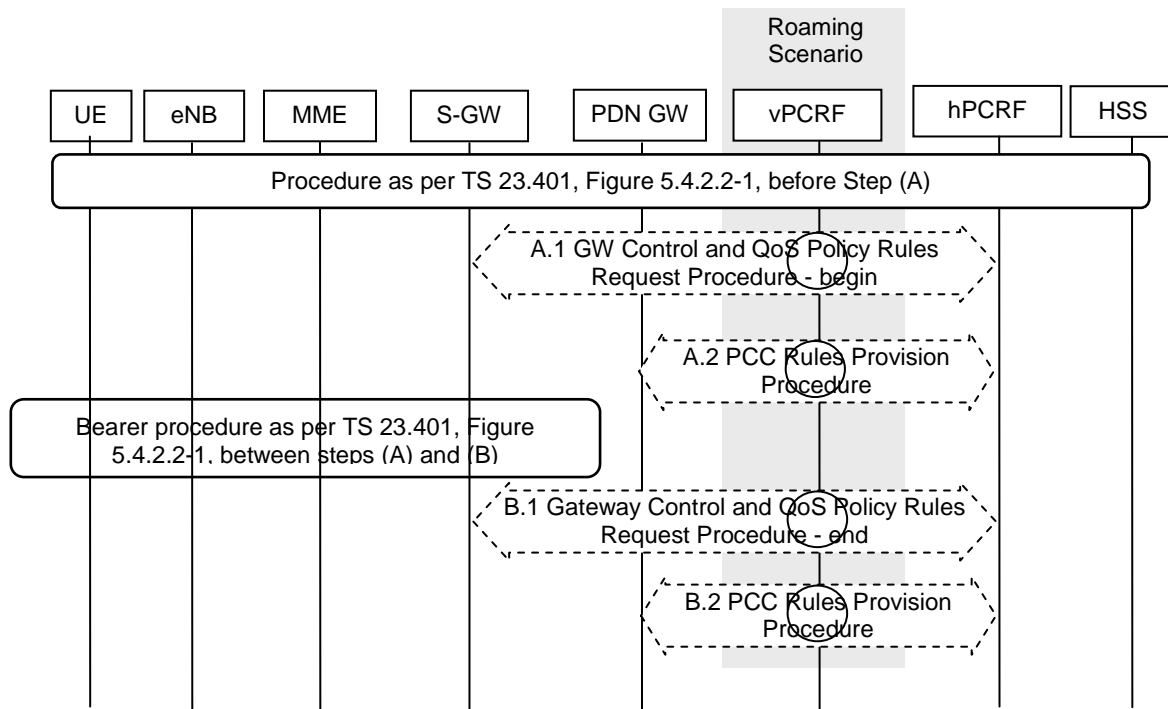 Roaming
Scenario
UE
eNB
MME
S-GW
PDN GW
vPCRF
hPCRF
HSS
Procedure as per TS 23.401, Figure 5.4.2.2-1, before Step (A)
A.1 GW Control and QoS Policy Rules
Request Procedure - begin
A.2 PCC Rules Provision
Procedure
Bearer procedure as per TS 23.401, Figure
5.4.2.2-1, between steps (A) and (B)
B.1 Gateway Control and QoS Policy Rules
Request Procedure - end
B.2 PCC Rules Provision
Procedure